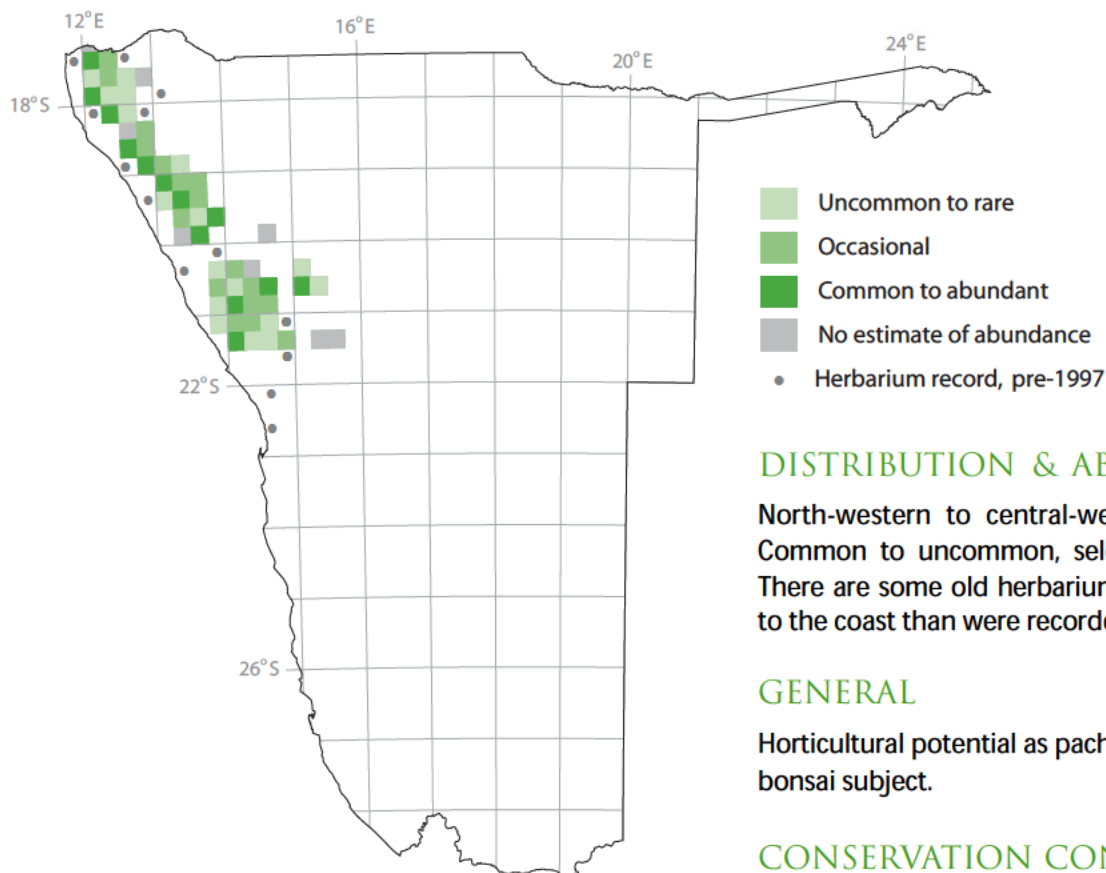 12°E
16°E
20°E
24°E
18°S
22°S
26°S
Uncommon to rare
Occasional
Common to abundant
No estimate of abundance
Herbarium record, pre-1997
DISTRIBUTION & AB
North-western to central-we
Common to uncommon, sel
There are some old herbarium
to the coast than were recorde
GENERAL
Horticultural potential as pach
bonsai subject.
CONSERVATION CON